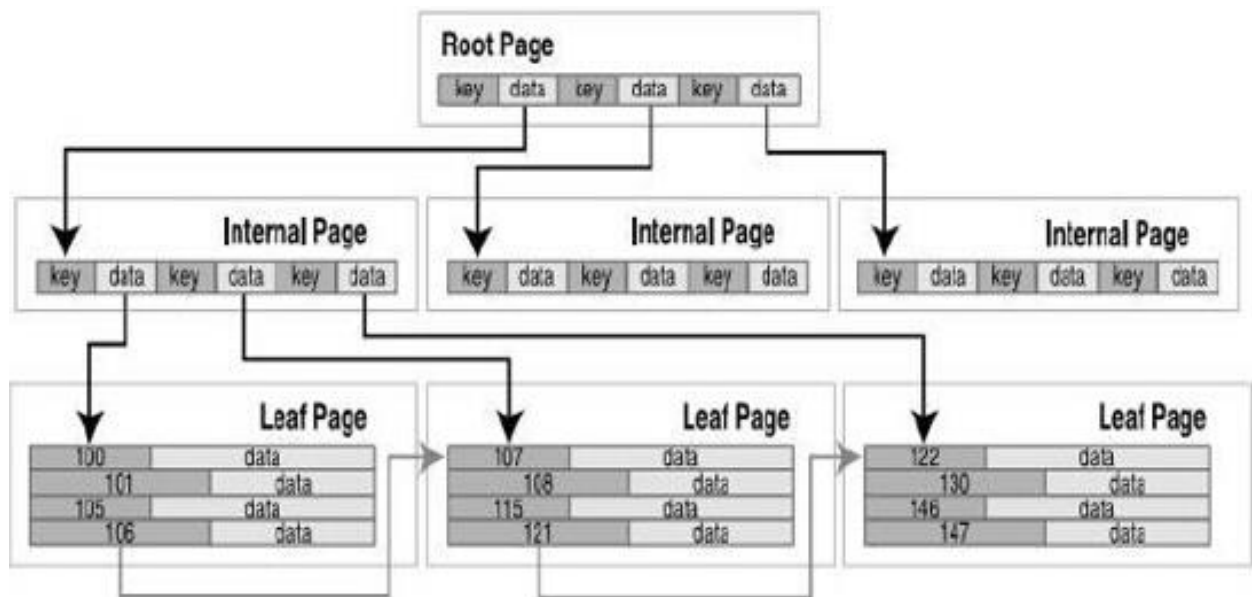 Root Page
key data key data key data
Internal Page
key data key data key data
Internal Page
key data key data key data
Internal Page
key data key data key data
Leaf Page
100 data
101 data
105 data
106 data
Leaf Page
107 data
108 data
115 data
121 data
Leaf Page
122 data
130 data
146 data
147 data